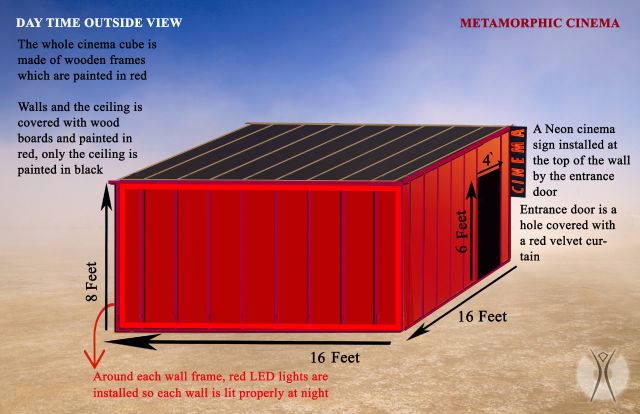 DAY TIME OUTSIDE VIEW
METAMORPHIC CINEMA
The whole cinema cube is
made of wooden frames
which are painted in red
Walls and the ceiling is
covered with wood
boards and painted in
red, only the ceiling is
painted in black
A Neon cinema
sign installed at
the top of the wall
by the entrance
door
Entrance door is a
hole covered with
a red velvet cur-
tain
CINEMA
4'
6 Feet
8 Feet
16 Feet
16 Feet
Around each wall frame, red LED lights are
installed so each wall is lit properly at night